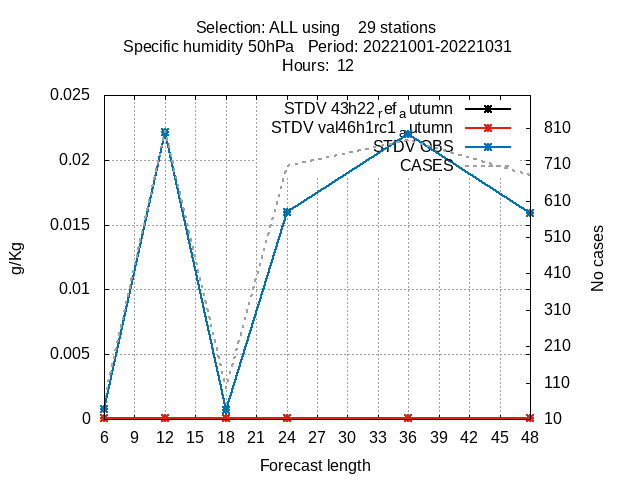 Selection: ALL using    29 stations
Specific humidity 50hPa   Period: 20221001-20221031
Hours:  12
STDV 43h22ref_autumn
STDV val46h1rc1autumn
STDV OBS
CASES
0.025
0.02
0.015
0.01
0.005
0
810
710
610
510
410
310
210
110
10
g/Kg
No cases
6 9 12 15 18 21 24 27 30 33 36 39 42 45 48
Forecast length